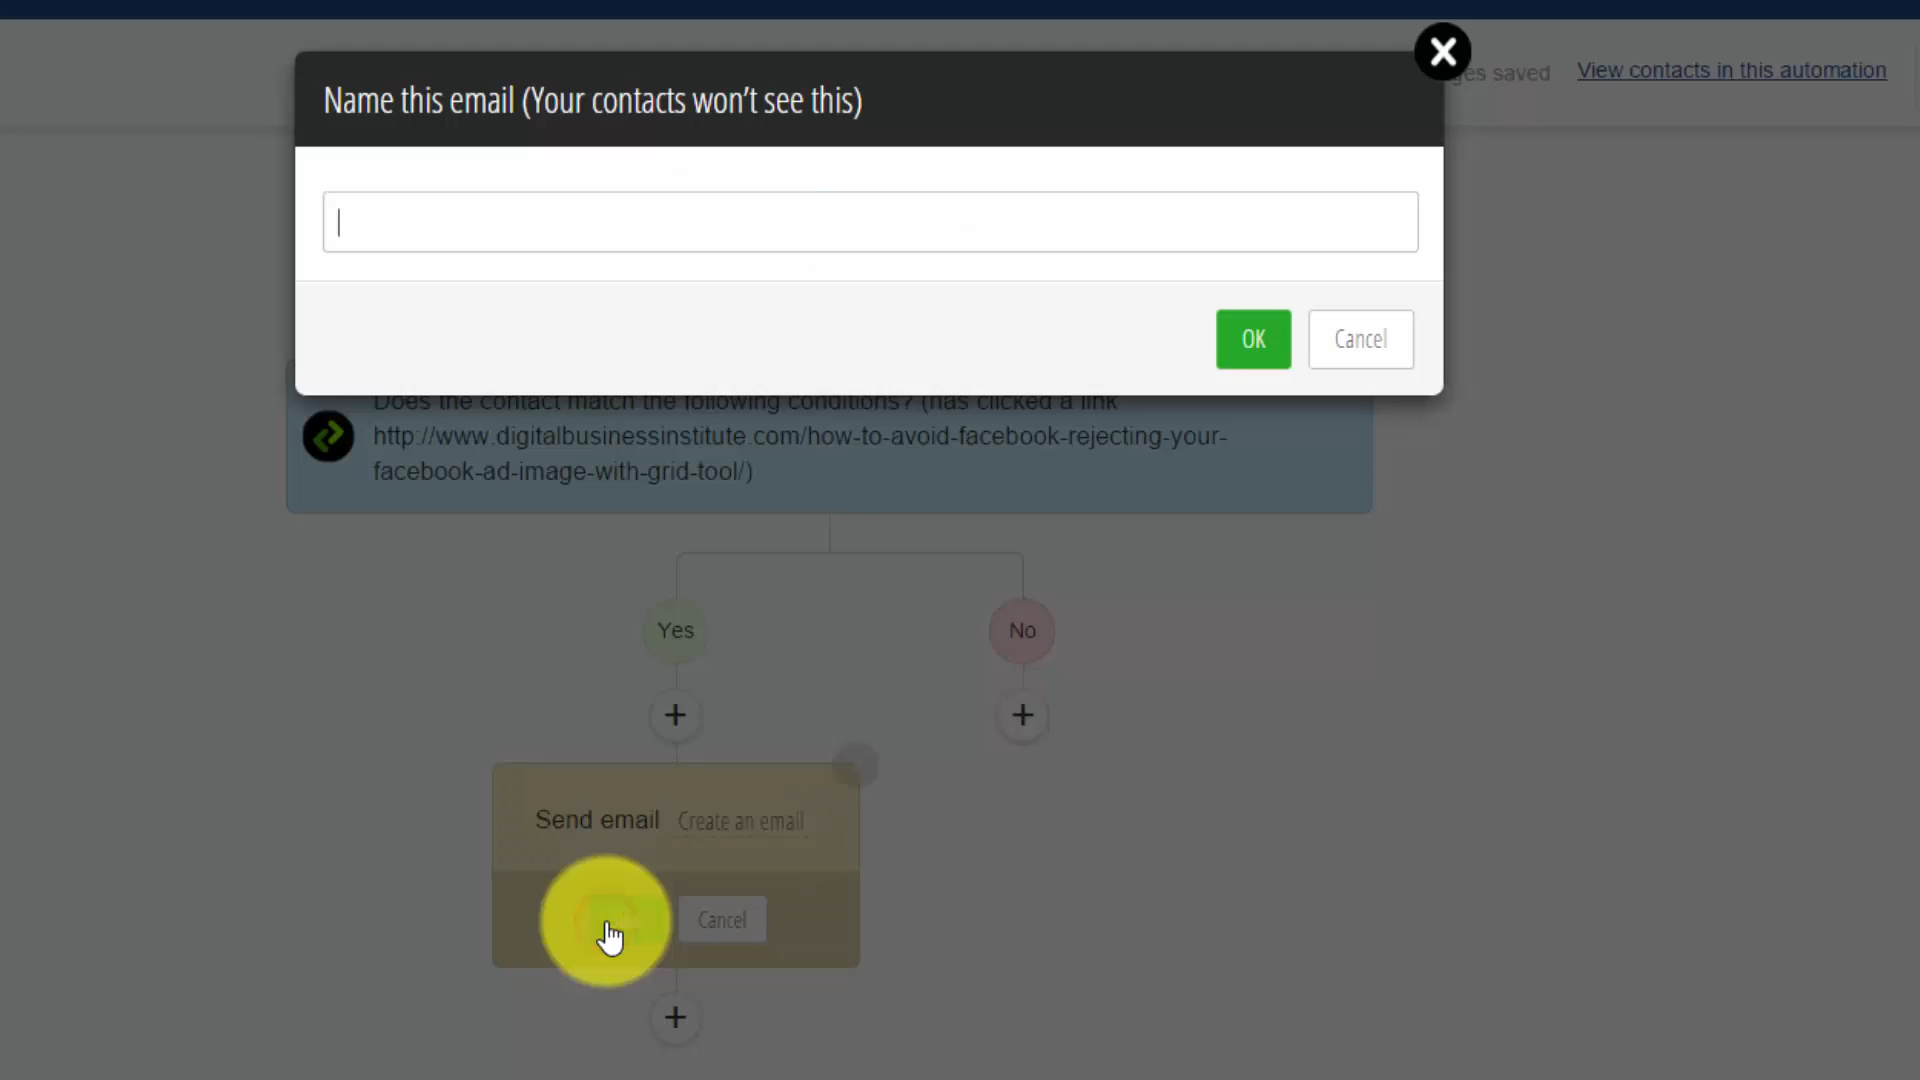 Name this email (Your contacts won't see this)
ges saved
View contacts in this automation
OK
Cancel
Does the contact match the following conditions? (has clicked a link
http://www.digitalbusinessinstitute.com/how-to-avoid-facebook-rejecting-your-
facebook-ad-image-with-grid-tool/)
Yes
No
+
+
Send email Create an email
Cancel
+